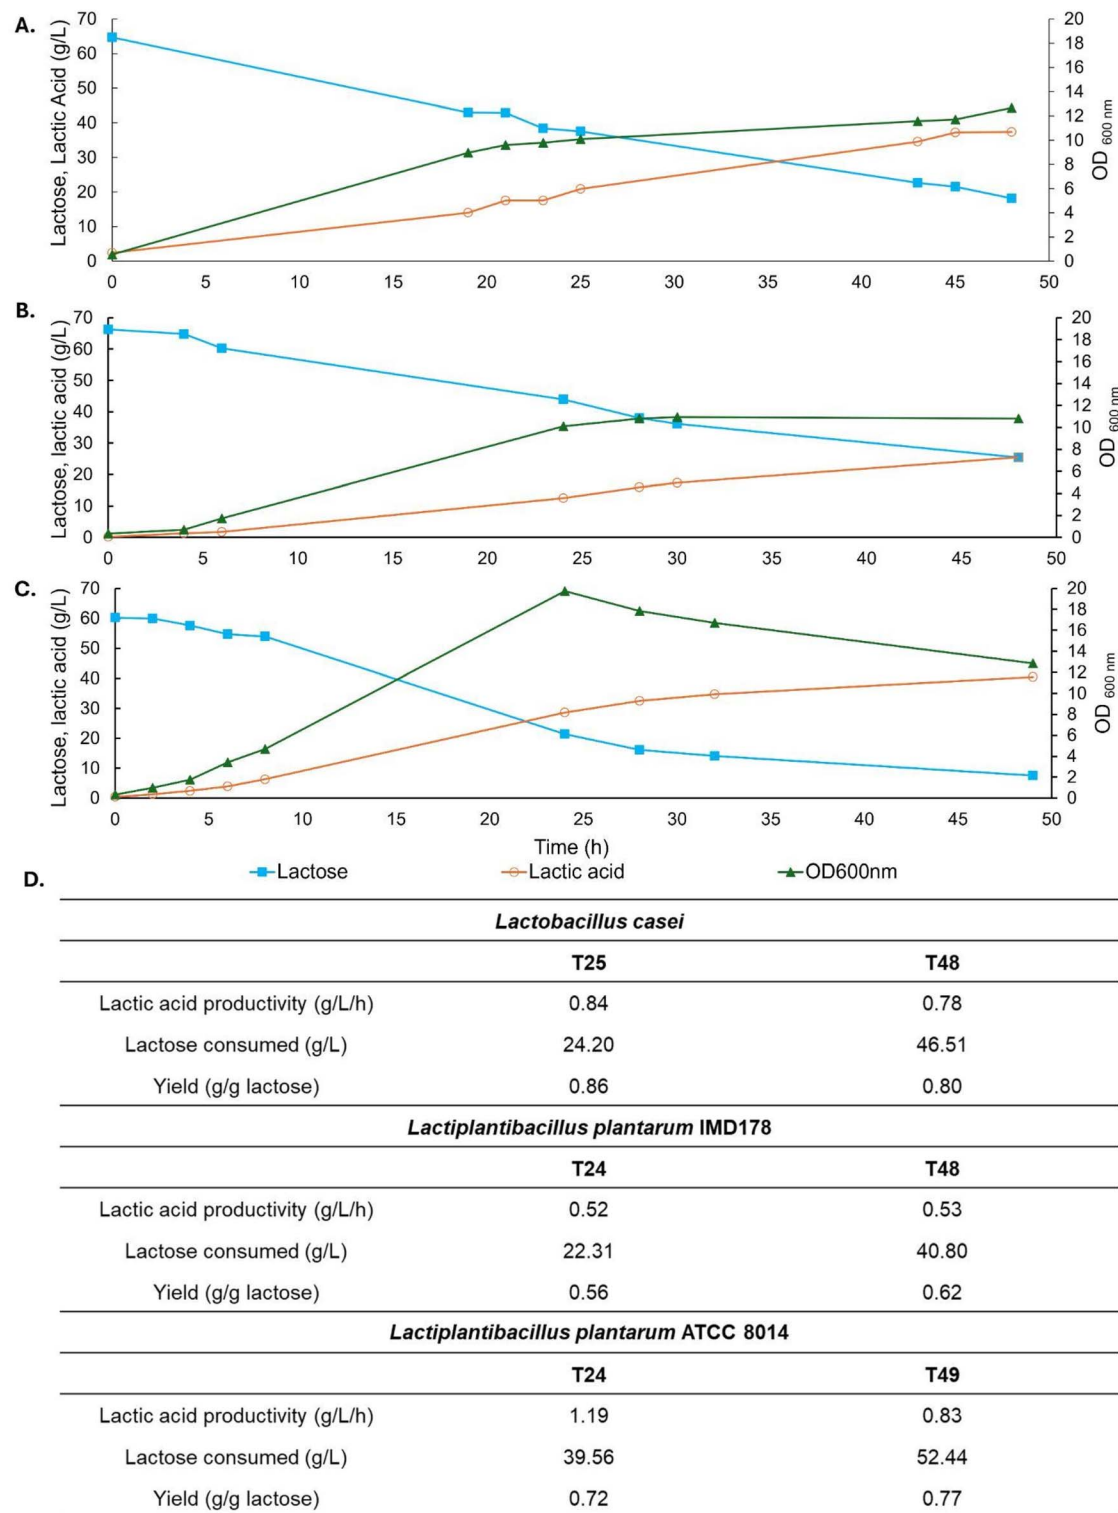 A.
Lactose, Lactic Acid (g/L)
70
60
50
40
30
20
10
0
20
18
16
14
12
10
8
6
4
2
0
OD 600 nm
0 5 10 15 20 25 30 35 40 45 50
B.
Lactose, lactic acid (g/L)
70
60
50
40
30
20
10
0
20
18
16
14
12
10
8
6
4
2
0
OD 600 nm
0 5 10 15 20 25 30 35 40 45 50
C.
Lactose, lactic acid (g/L)
70
60
50
40
30
20
10
0
20
18
16
14
12
10
8
6
4
2
0
OD 600 nm
0 5 10 15 20 25 30 35 40 45 50
Time (h)
Lactose Lactic acid OD600nm
D.
Lactobacillus casei
T25 T48
Lactic acid productivity (g/L/h) 0.84 0.78
Lactose consumed (g/L) 24.20 46.51
Yield (g/g lactose) 0.86 0.80
Lactiplantibacillus plantarum IMD178
T24 T48
Lactic acid productivity (g/L/h) 0.52 0.53
Lactose consumed (g/L) 22.31 40.80
Yield (g/g lactose) 0.56 0.62
Lactiplantibacillus plantarum ATCC 8014
T24 T49
Lactic acid productivity (g/L/h) 1.19 0.83
Lactose consumed (g/L) 39.56 52.44
Yield (g/g lactose) 0.72 0.77